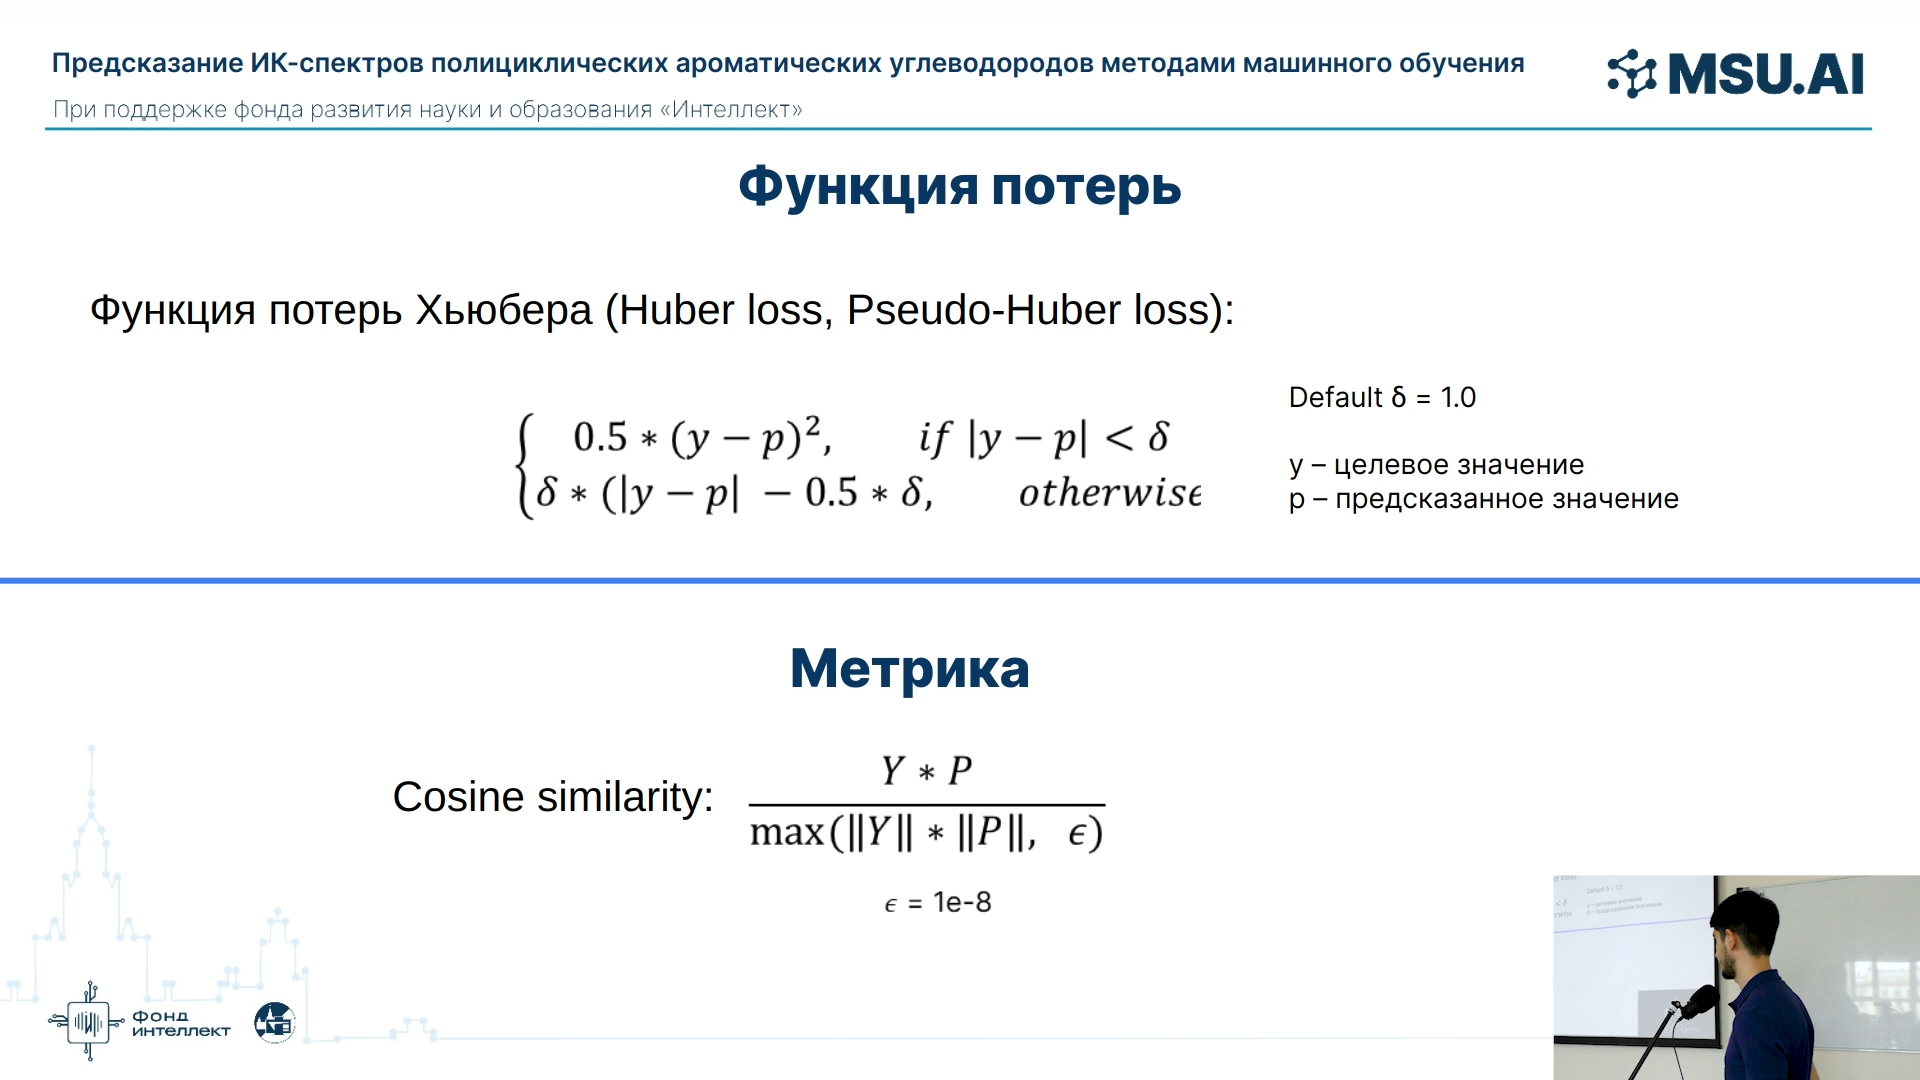 Предсказание ИК-спектров полициклических ароматических углеводородов методами машинного обучения
MSU.AI
При поддержке фонда развития науки и образования «Интеллект»
Функция потерь
Функция потерь Хьюбера (Huber loss, Pseudo-Huber loss):
Default δ = 1.0
0.5 ∗ (y − p)², if |y − p| < δ
δ ∗ (|y − p| − 0.5 ∗ δ, otherwise
y – целевое значение
p – предсказанное значение
Метрика
Cosine similarity:
Y ∗ P
max(‖Y‖ ∗ ‖P‖, ϵ)
ϵ = 1e-8
ФОНД
ИНТЕЛЛЕКТ